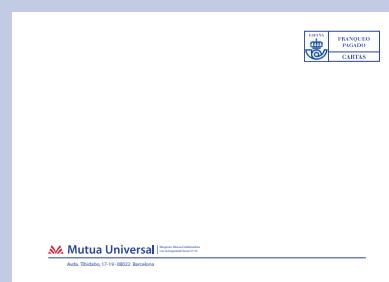 ESPAÑA
FRANQUEO
PAGADO
CARTAS
Mutua Universal
Avda. Tibidabo, 17-19 - 08022 Barcelona